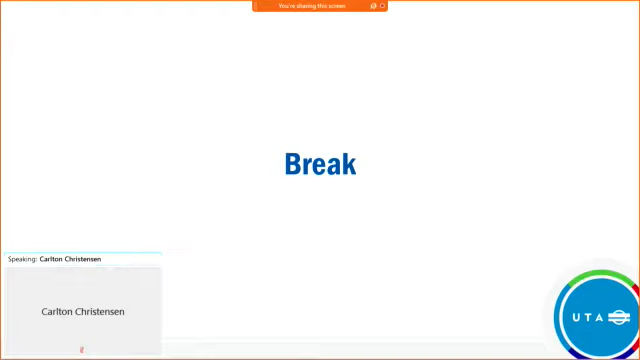 You're sharing this screen
Break
Speaking: Carlton Christensen
Carlton Christensen
UTA